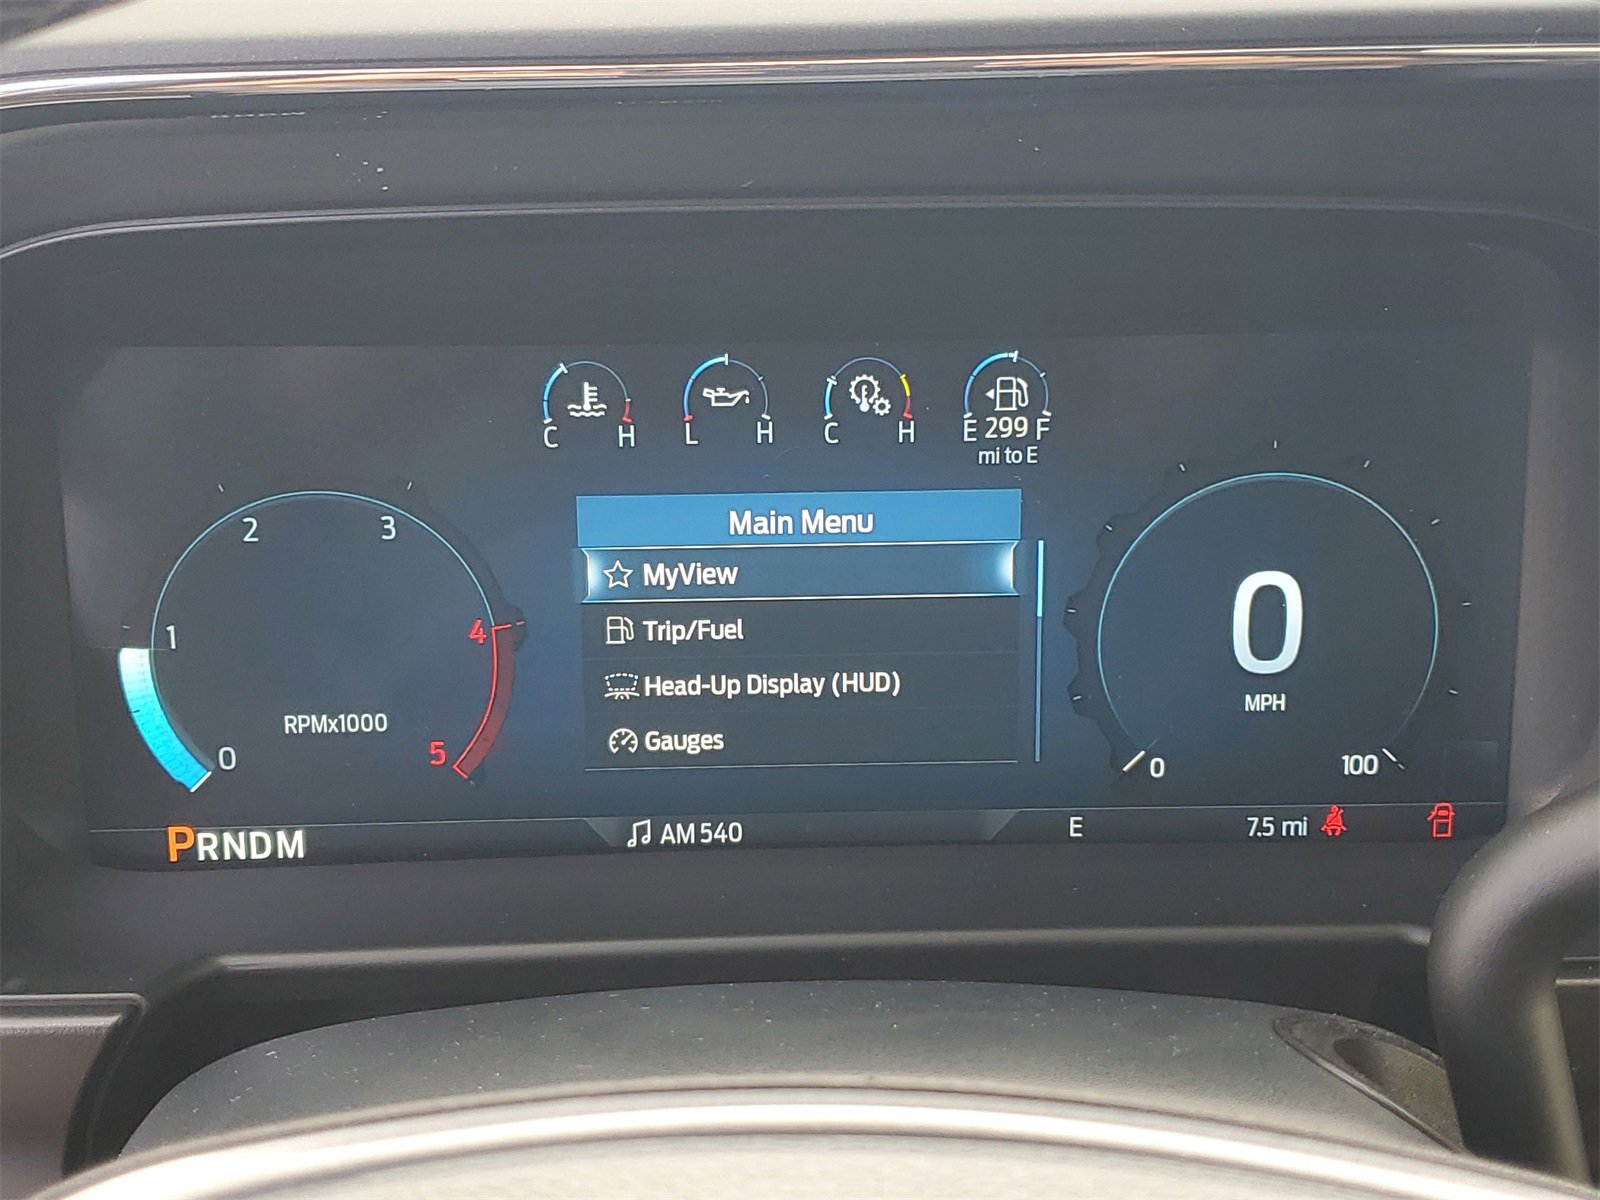 C H
L H
C H
E 299 F
mi to E
Main Menu
MyView
Trip/Fuel
Head-Up Display (HUD)
Gauges
0
1
2
3
4
5
RPMx1000
0
MPH
0
100
PRNDM
AM 540
E
7.5 mi